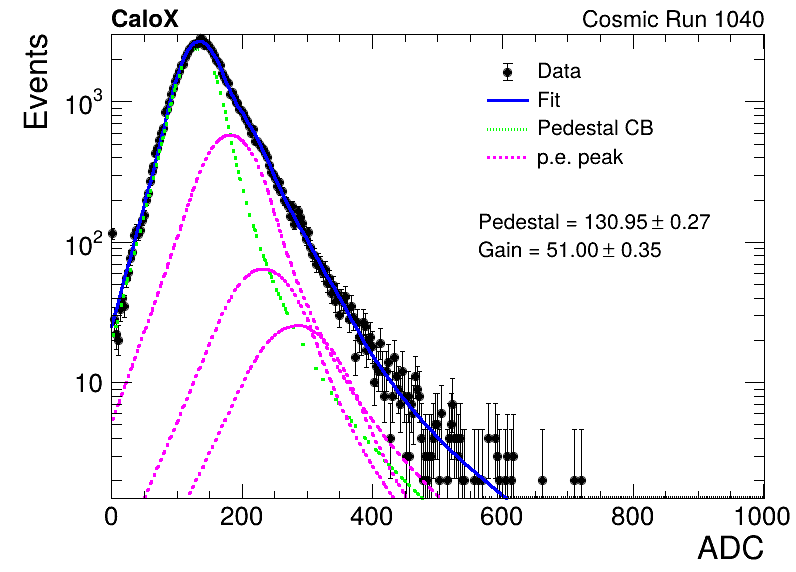 CaloX Cosmic Run 1040
Events
10³
10²
10
Data
Fit
Pedestal CB
p.e. peak
Pedestal = 130.95 ± 0.27
Gain = 51.00 ± 0.35
0 200 400 600 800 1000
ADC